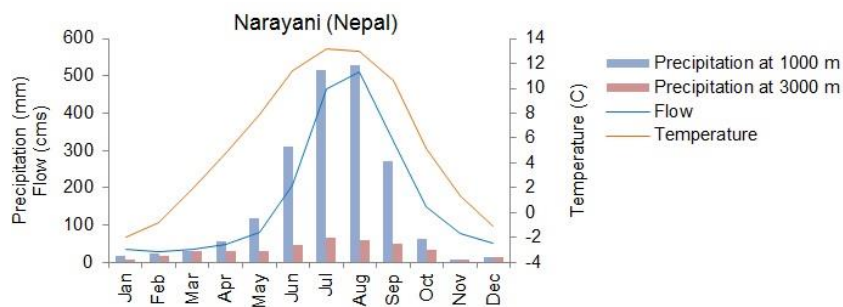 Narayani (Nepal)
Precipitation (mm)
Flow (cms)
600
500
400
300
200
100
0
14
12
10
8
6
4
2
0
-2
-4
Temperature (C)
Jan
Feb
Mar
Apr
May
Jun
Jul
Aug
Sep
Oct
Nov
Dec
Precipitation at 1000 m
Precipitation at 3000 m
Flow
Temperature